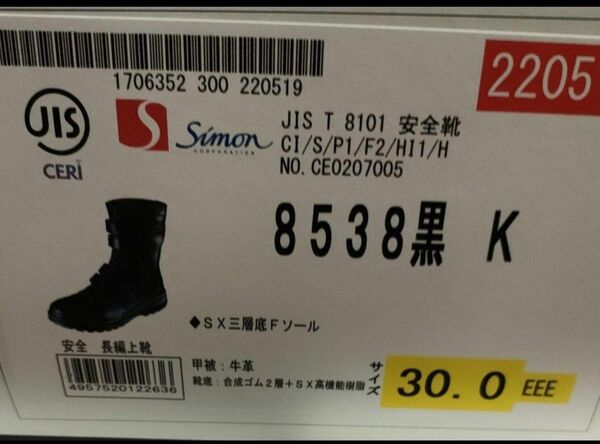 1706352 300 220519
2205
JIS
CERi
Simon
CORPORATION
JIS T 8101 安全靴
CI/S/P1/F2/HI1/H
NO. CE0207005
8538黒 K
◆SX三層底Fソール
安全 長編上靴
4957520122636
甲被:牛革
靴底:合成ゴム2層+SX高機能樹脂
サイズ
30.0 EEE